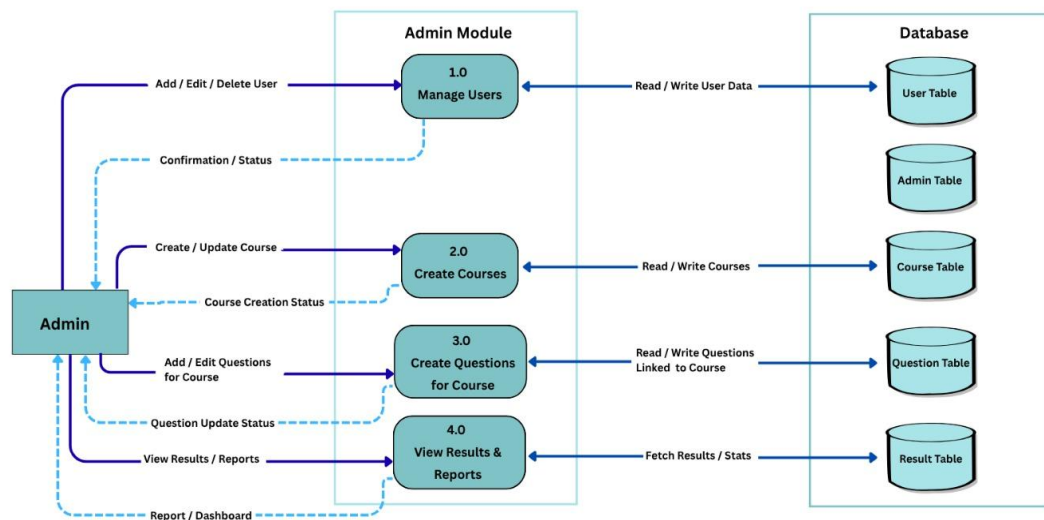 Admin Module
Database
1.0
Manage Users
Add / Edit / Delete User
Read / Write User Data
User Table
Confirmation / Status
Admin Table
2.0
Create Courses
Create / Update Course
Read / Write Courses
Course Table
Course Creation Status
Admin
3.0
Create Questions
for Course
Add / Edit Questions
for Course
Read / Write Questions
Linked to Course
Question Table
Question Update Status
4.0
View Results &
Reports
View Results / Reports
Fetch Results / Stats
Result Table
Report / Dashboard